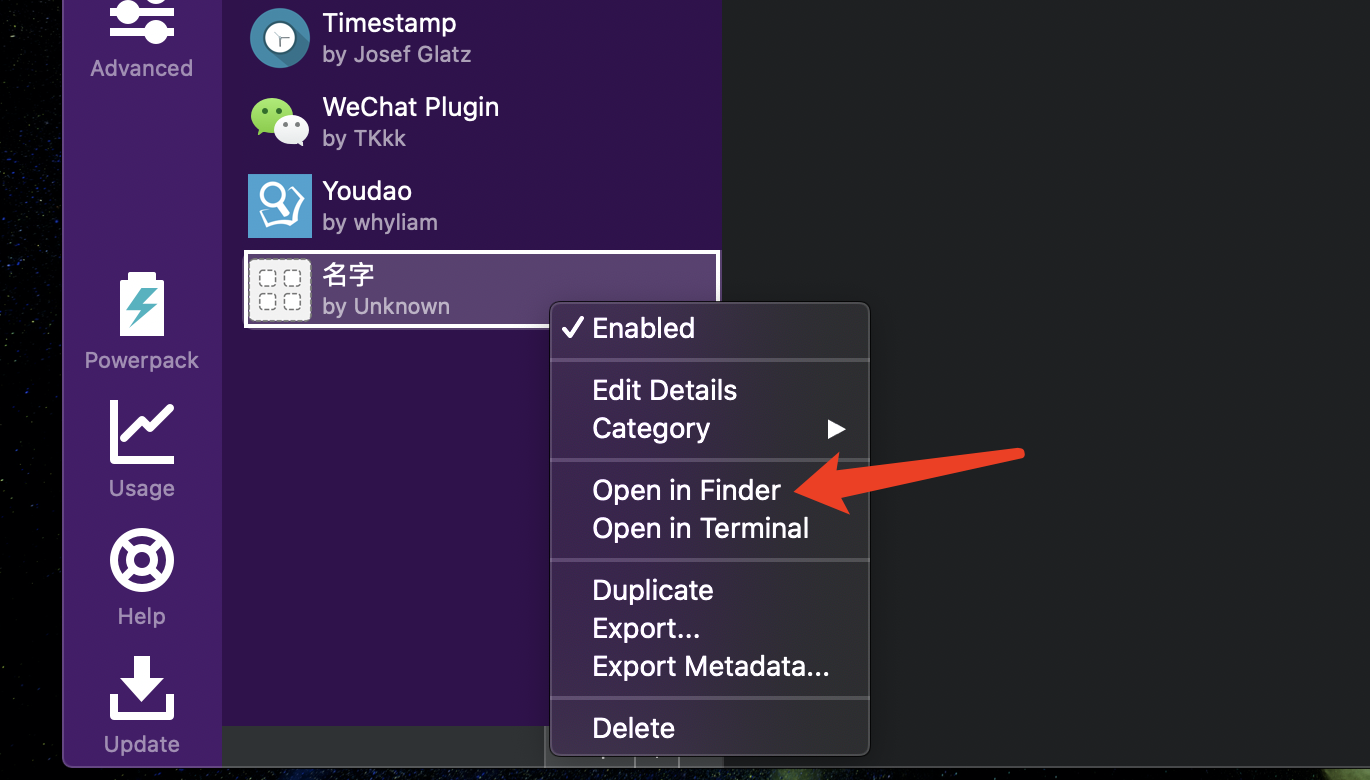 Advanced
Powerpack
Usage
Help
Update
Timestamp
by Josef Glatz
WeChat Plugin
by TKkk
Youdao
by whyliam
名字
by Unknown
Enabled
Edit Details
Category
Open in Finder
Open in Terminal
Duplicate
Export...
Export Metadata...
Delete